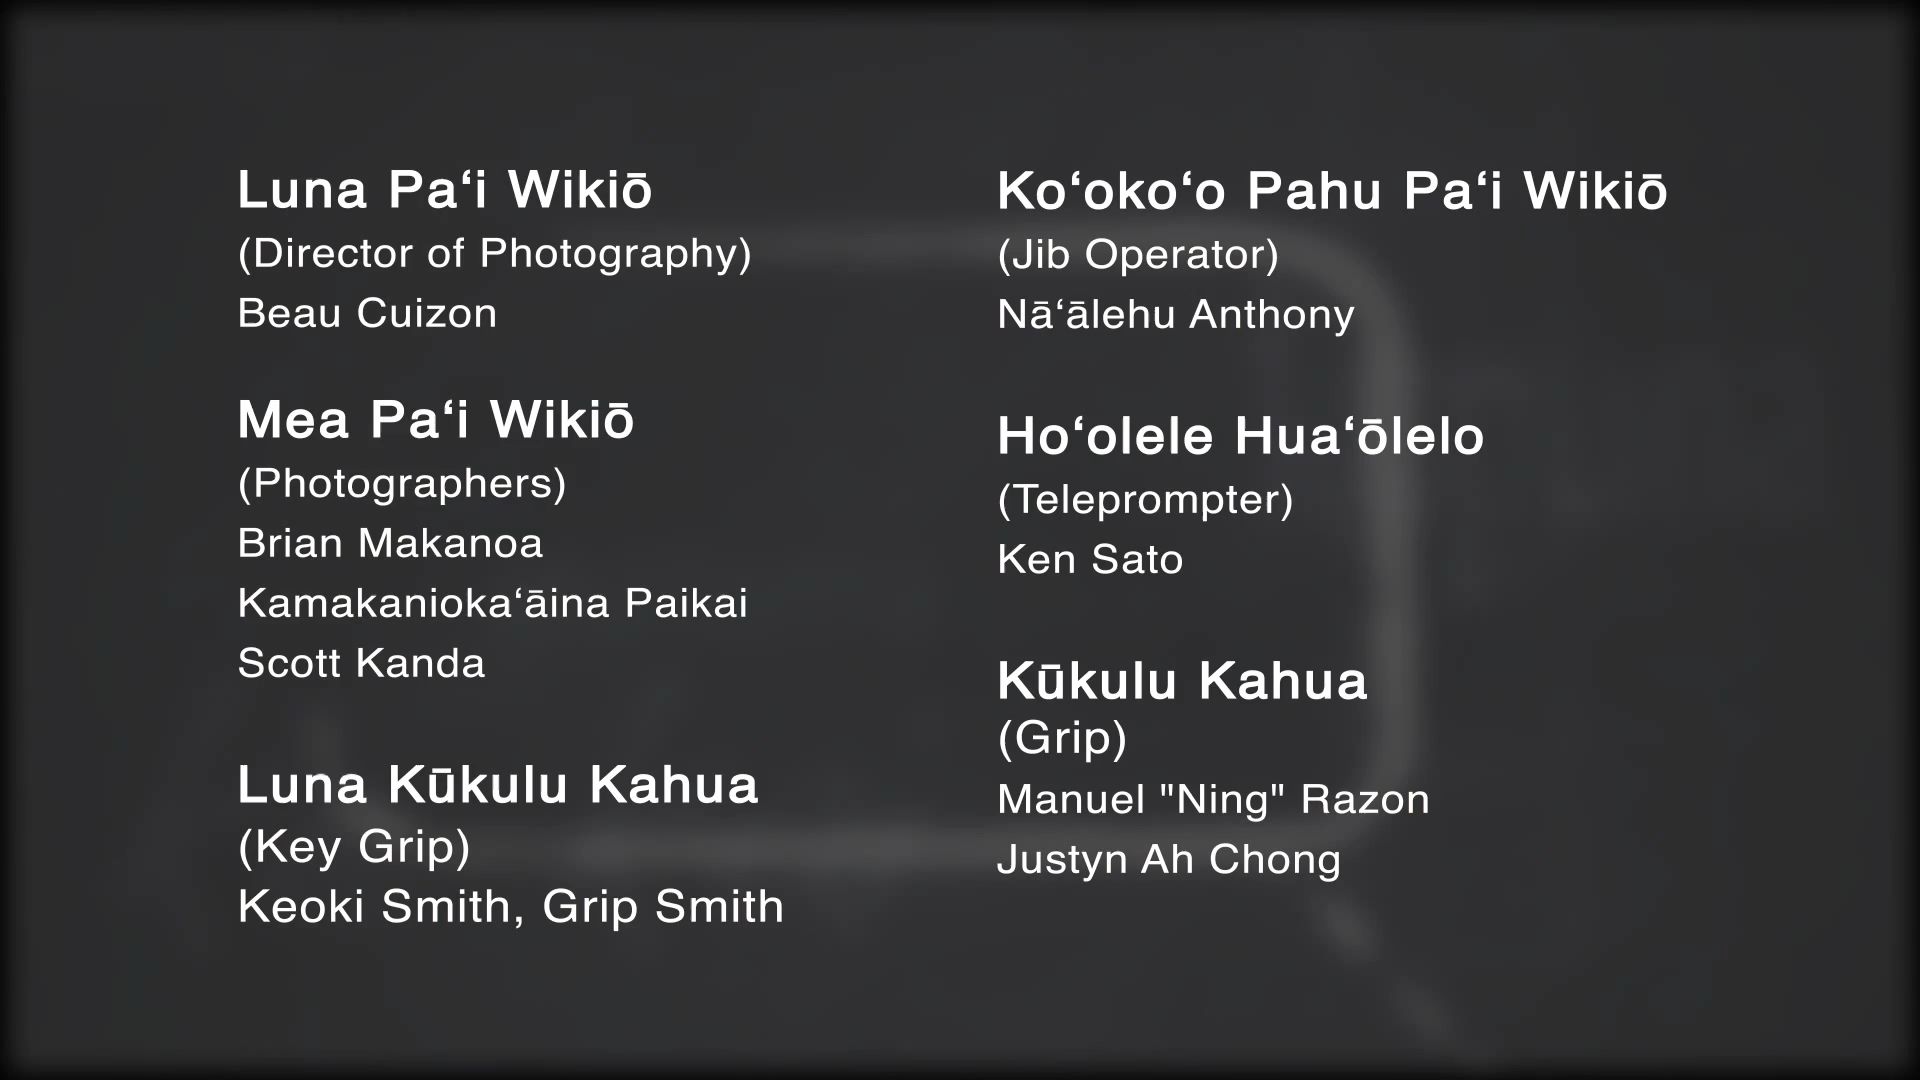 Luna Paʻi Wikiō
(Director of Photography)
Beau Cuizon
Mea Paʻi Wikiō
(Photographers)
Brian Makanoa
Kamakaniokaʻāina Paikai
Scott Kanda
Luna Kūkulu Kahua
(Key Grip)
Keoki Smith, Grip Smith
Koʻokoʻo Pahu Paʻi Wikiō
(Jib Operator)
Nāʻālehu Anthony
Hoʻolele Huaʻōlelo
(Teleprompter)
Ken Sato
Kūkulu Kahua
(Grip)
Manuel "Ning" Razon
Justyn Ah Chong